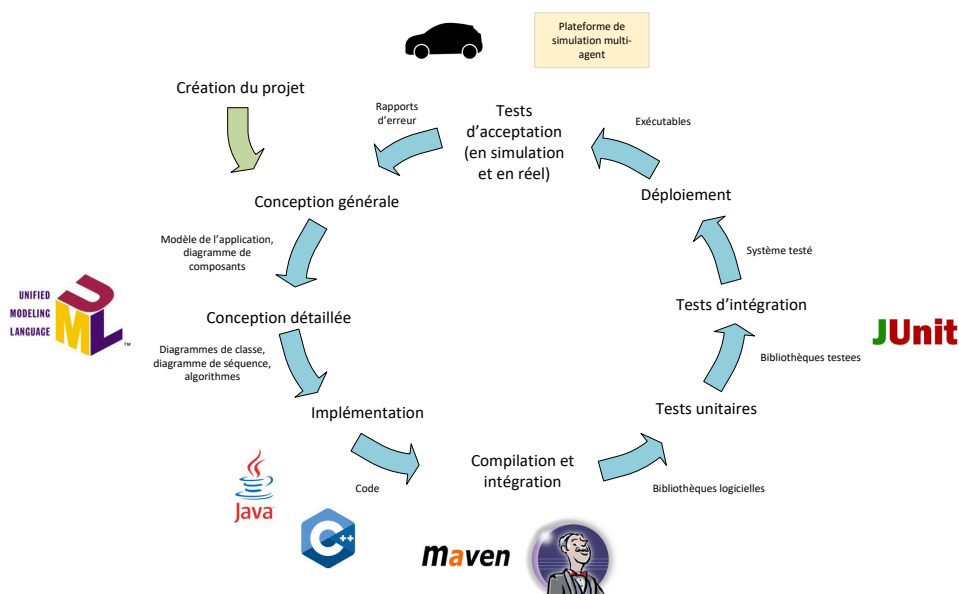 Plateforme de
simulation multi-
agent
Création du projet
Rapports
d'erreur
Tests
d'acceptation
(en simulation
et en réel)
Exécutables
Conception générale
Déploiement
Modèle de l'application,
diagramme de
composants
Système testé
UNIFIED
MODELING
LANGUAGE
UML
TM
Conception détaillée
Tests d'intégration
JUnit
Diagrammes de classe,
diagramme de séquence,
algorithmes
Bibliothèques testees
Implémentation
Tests unitaires
Compilation et
intégration
Code
Bibliothèques logicielles
Java
C++
maven